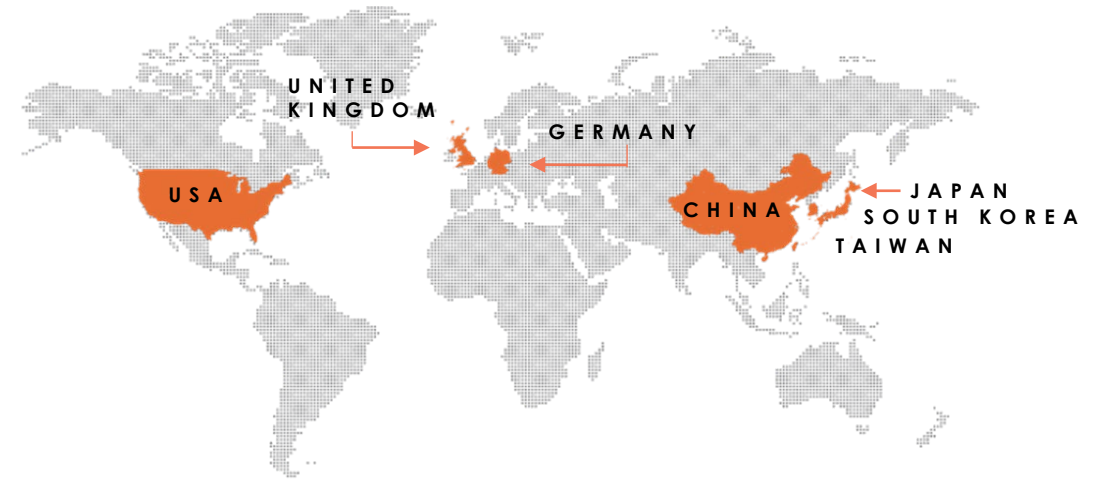 UNITED
KINGDOM
GERMANY
USA
CHINA
JAPAN
SOUTH KOREA
TAIWAN